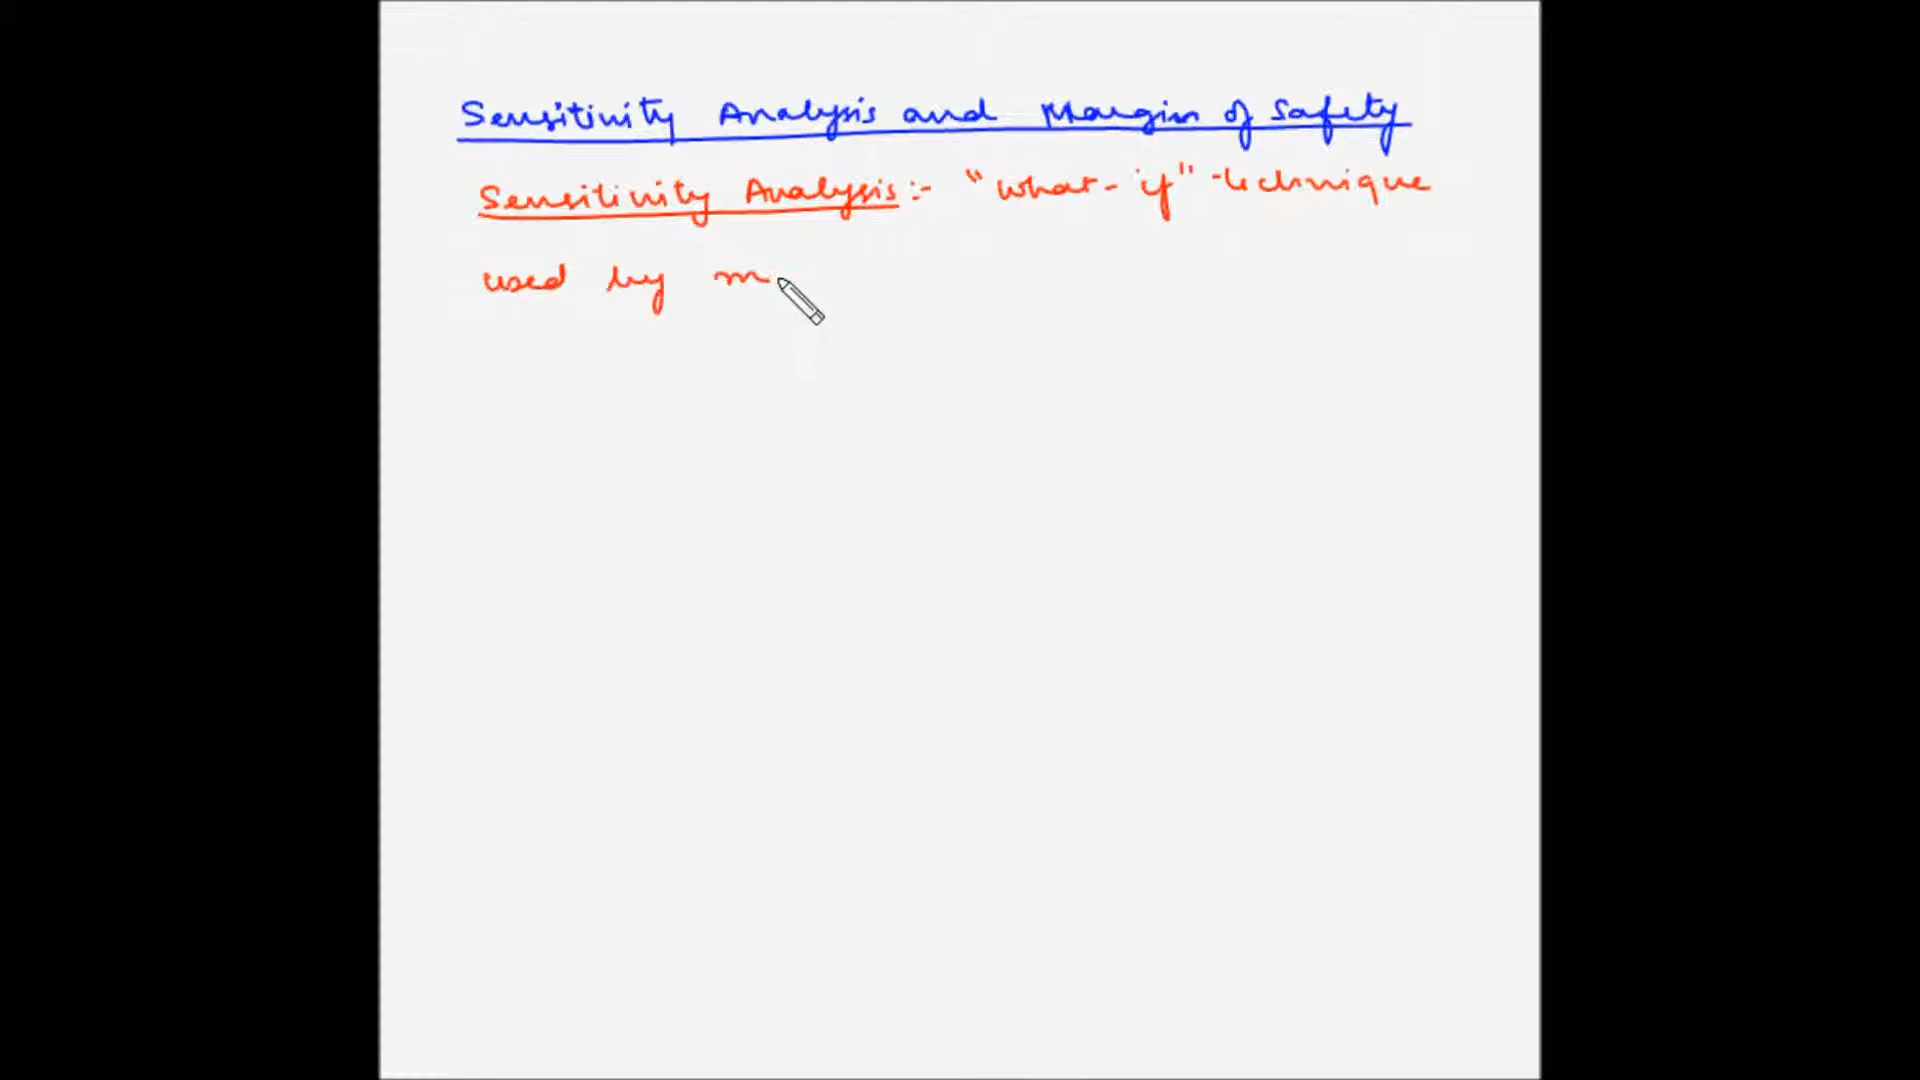 Sensitivity Analysis and Margin of Safety
Sensitivity Analysis :- "What-if" technique
used by m